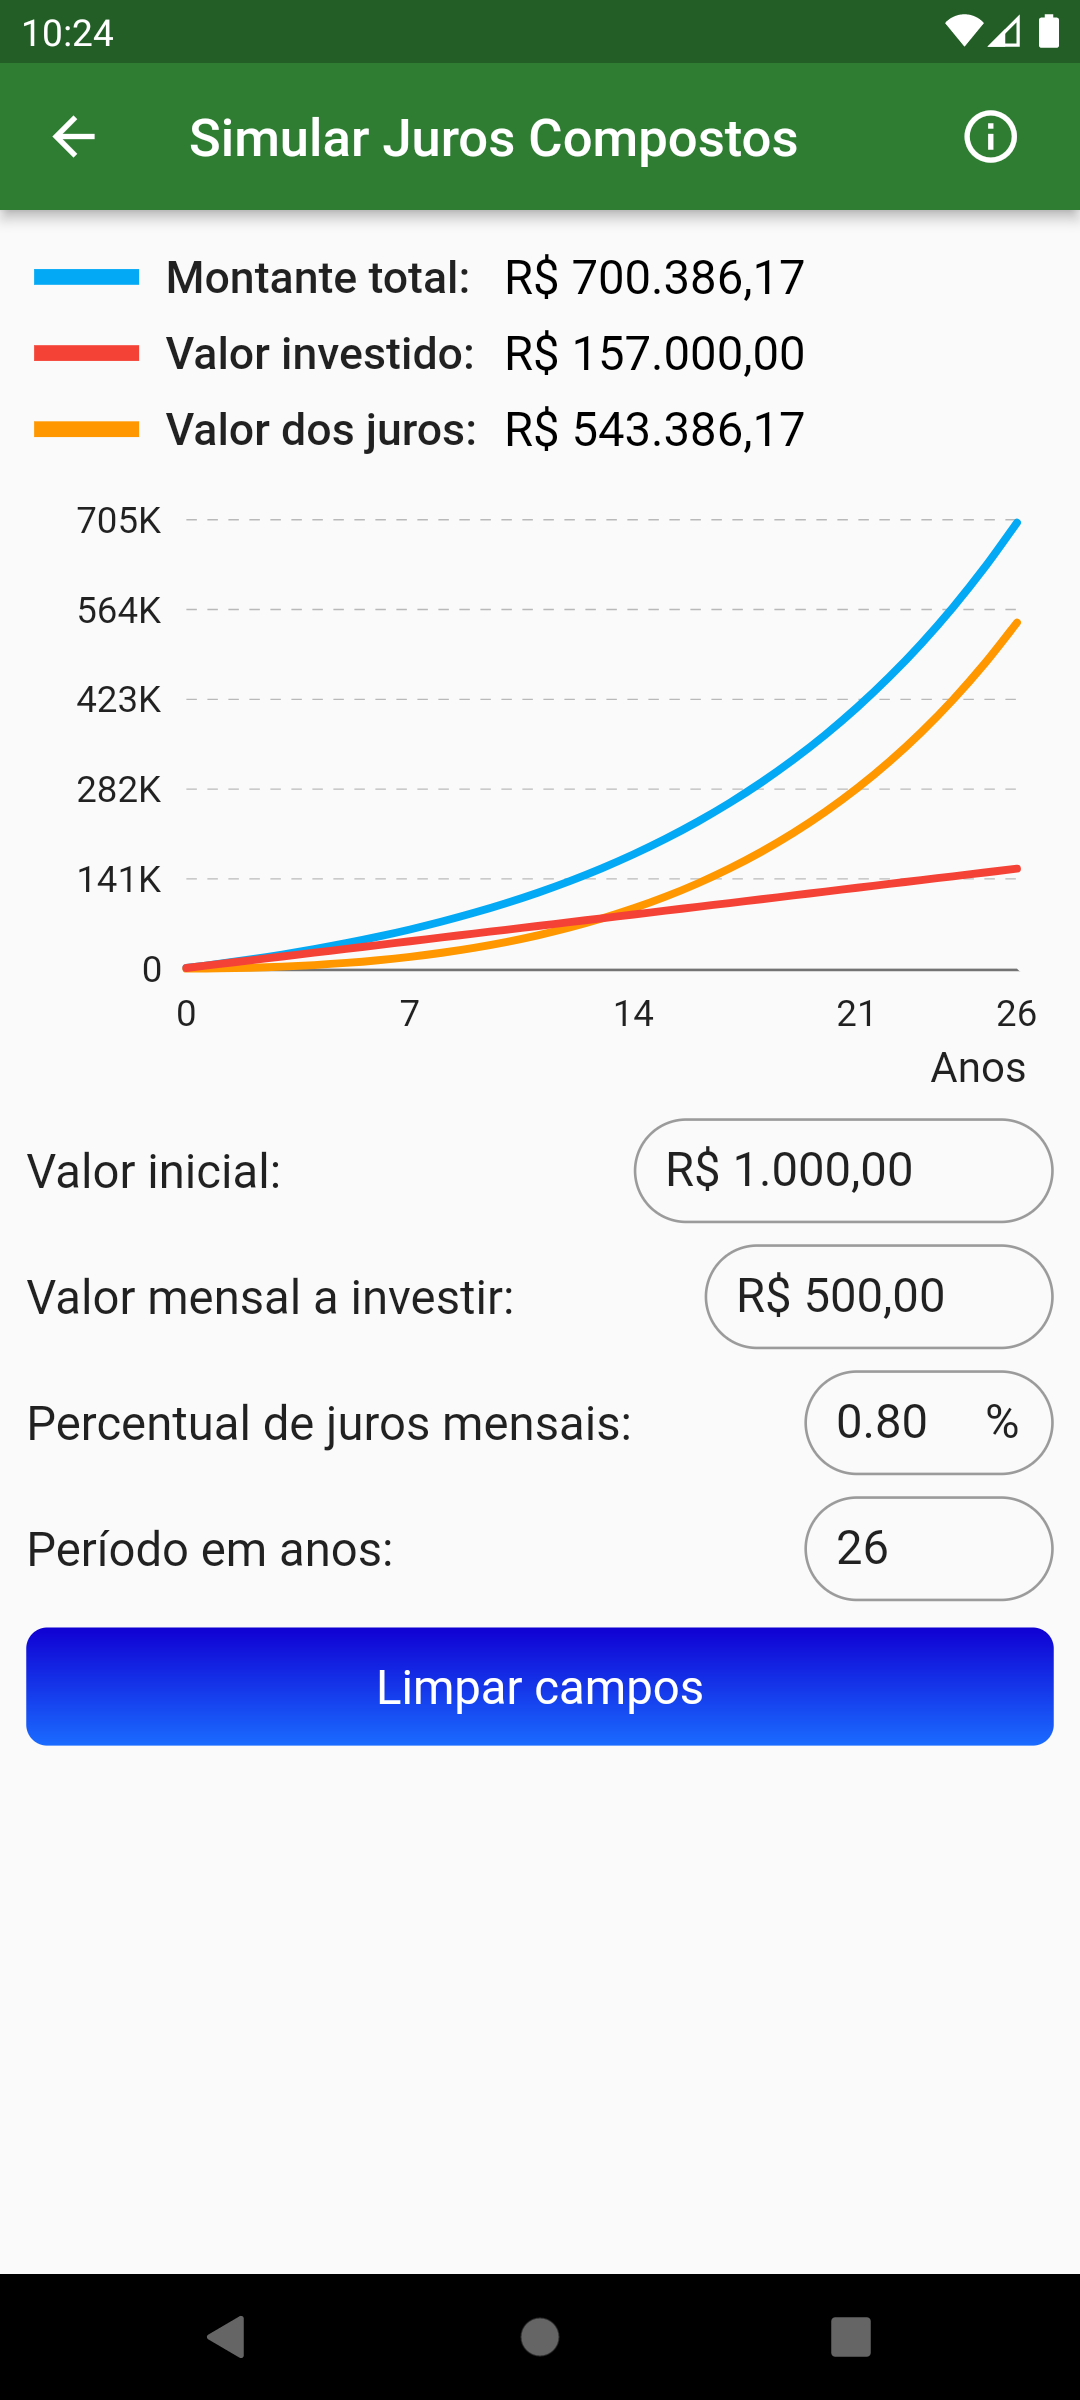 10:24
Simular Juros Compostos
Montante total: R$ 700.386,17
Valor investido: R$ 157.000,00
Valor dos juros: R$ 543.386,17
705K
564K
423K
282K
141K
0
0 7 14 21 26
Anos
Valor inicial: R$ 1.000,00
Valor mensal a investir: R$ 500,00
Percentual de juros mensais: 0.80 %
Período em anos: 26
Limpar campos